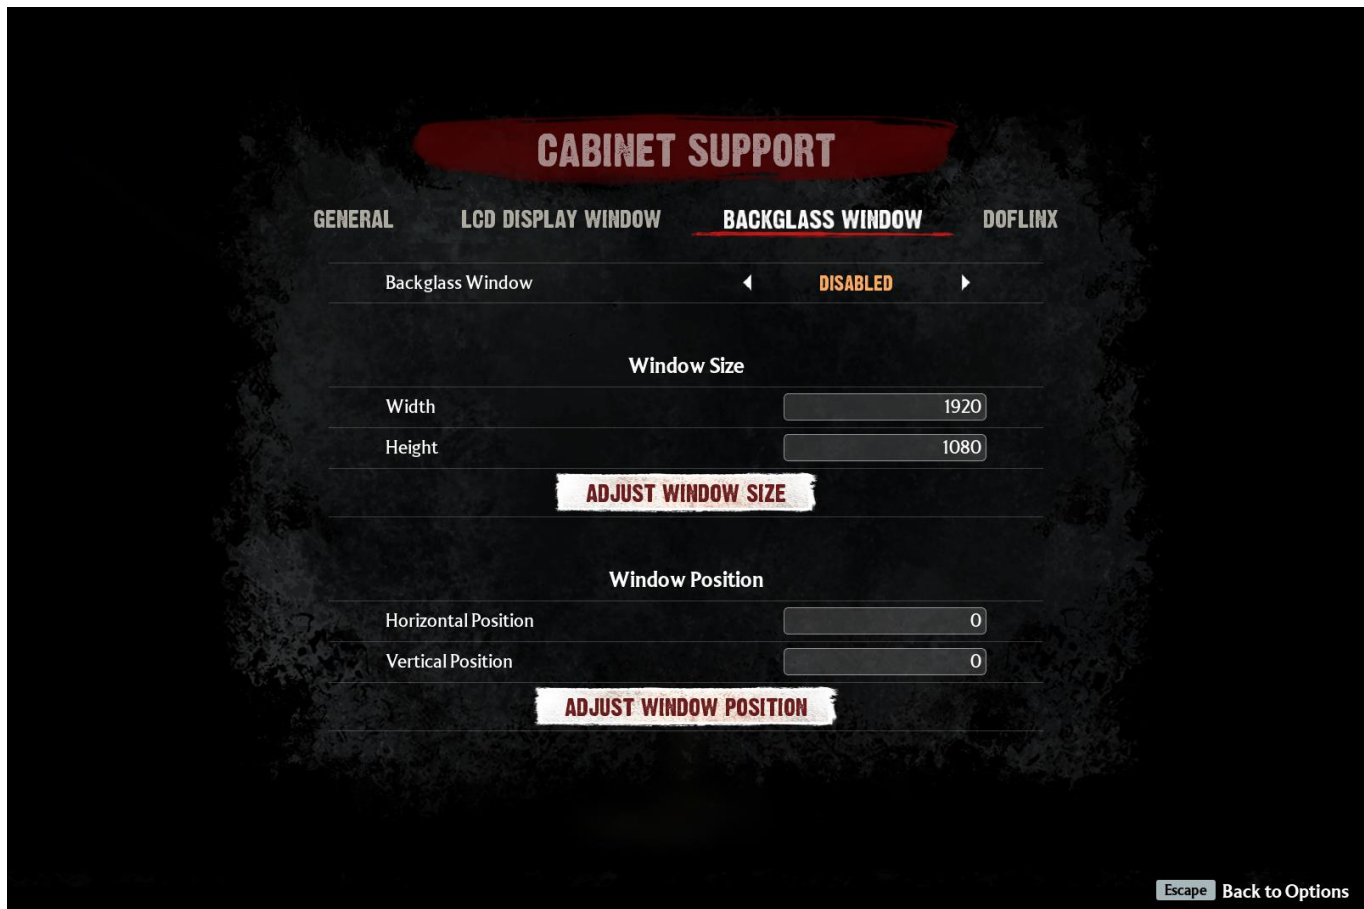 CABINET SUPPORT
GENERAL LCD DISPLAY WINDOW BACKGLASS WINDOW DOFLINX
Backglass Window DISABLED
Window Size
Width 1920
Height 1080
ADJUST WINDOW SIZE
Window Position
Horizontal Position 0
Vertical Position 0
ADJUST WINDOW POSITION
Escape Back to Options